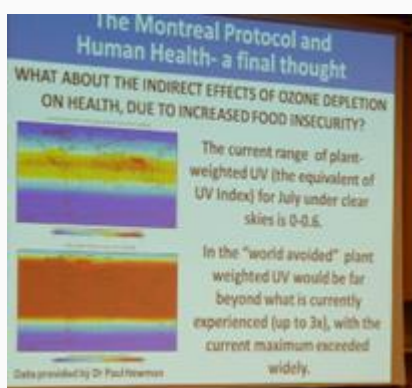 The Montreal Protocol and
Human Health- a final thought
WHAT ABOUT THE INDIRECT EFFECTS OF OZONE DEPLETION
ON HEALTH, DUE TO INCREASED FOOD INSECURITY?
The current range of plant-
weighted UV (the equivalent of
UV Index) for July under clear
skies is 0-0.6.
In the "world avoided" plant
weighted UV would be far
beyond what is currently
experienced (up to 3x), with the
current maximum exceeded
widely.
Data provided by Dr Paul Newman